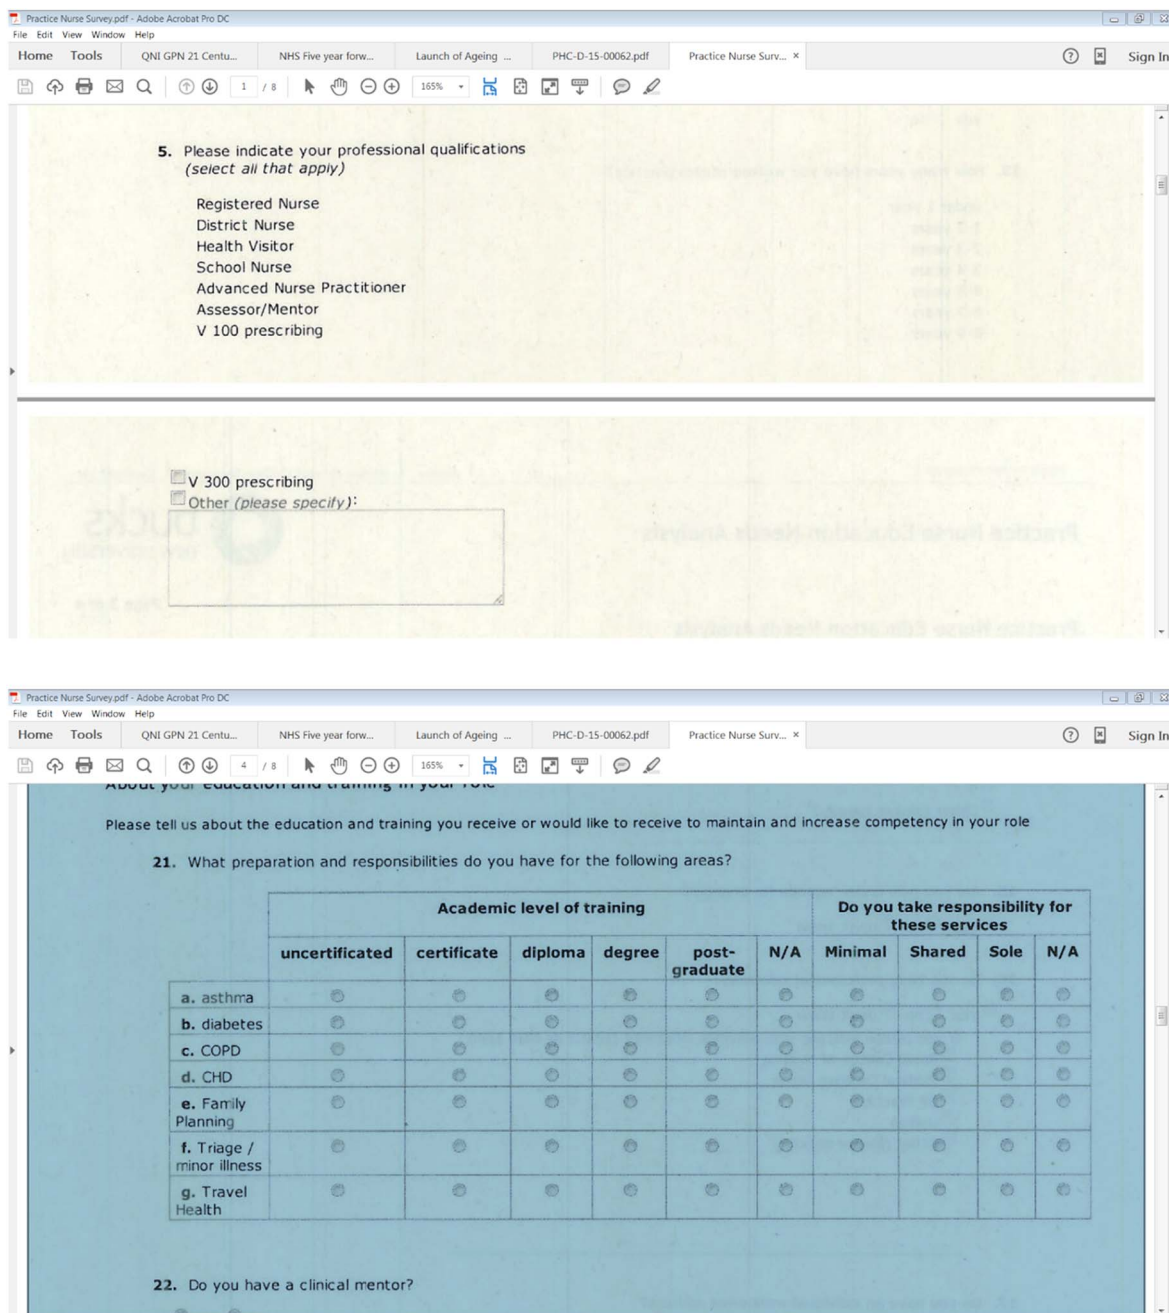 Practice Nurse Survey.pdf - Adobe Acrobat Pro DC
File Edit View Window Help
Home Tools QNI GPN 21 Centu... NHS Five year forw... Launch of Ageing ... PHC-D-15-00062.pdf Practice Nurse Surv... × Sign In
1 / 8 165%
5. Please indicate your professional qualifications
(select all that apply)
Registered Nurse
District Nurse
Health Visitor
School Nurse
Advanced Nurse Practitioner
Assessor/Mentor
V 100 prescribing
V 300 prescribing
Other (please specify):
Practice Nurse Survey.pdf - Adobe Acrobat Pro DC
File Edit View Window Help
Home Tools QNI GPN 21 Centu... NHS Five year forw... Launch of Ageing ... PHC-D-15-00062.pdf Practice Nurse Surv... × Sign In
4 / 8 165%
About your education and training in your role
Please tell us about the education and training you receive or would like to receive to maintain and increase competency in your role
21. What preparation and responsibilities do you have for the following areas?
Academic level of training Do you take responsibility for
these services
uncertificated certificate diploma degree post-
graduate N/A Minimal Shared Sole N/A
a. asthma
b. diabetes
c. COPD
d. CHD
e. Family
Planning
f. Triage /
minor illness
g. Travel
Health
22. Do you have a clinical mentor?